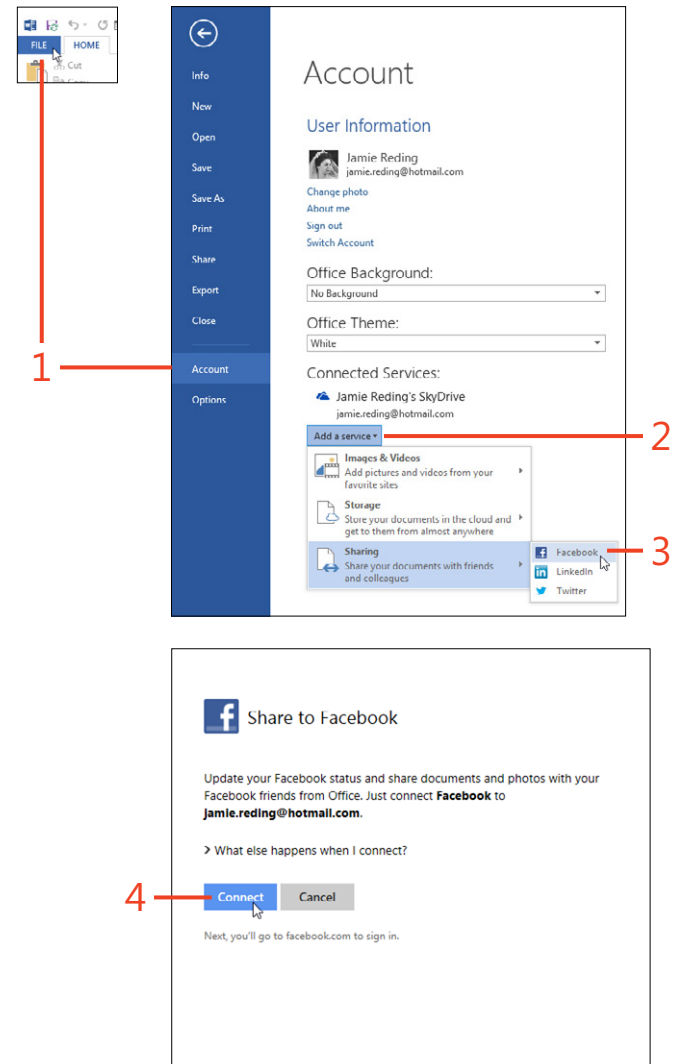 FILE HOME
Cut
Copy
1
Info
New
Open
Save
Save As
Print
Share
Export
Close
Account
Options
Account
User Information
Jamie Reding
jamie.reding@hotmail.com
Change photo
About me
Sign out
Switch Account
Office Background:
No Background
Office Theme:
White
Connected Services:
Jamie Reding's SkyDrive
jamie.reding@hotmail.com
Add a service
2
Images & Videos
Add pictures and videos from your
favorite sites
Storage
Store your documents in the cloud and
get to them from almost anywhere
Sharing
Share your documents with friends
and colleagues
Facebook
3
LinkedIn
Twitter
f Share to Facebook
Update your Facebook status and share documents and photos with your
Facebook friends from Office. Just connect Facebook to
jamie.reding@hotmail.com.
> What else happens when I connect?
4
Connect Cancel
Next, you'll go to facebook.com to sign in.